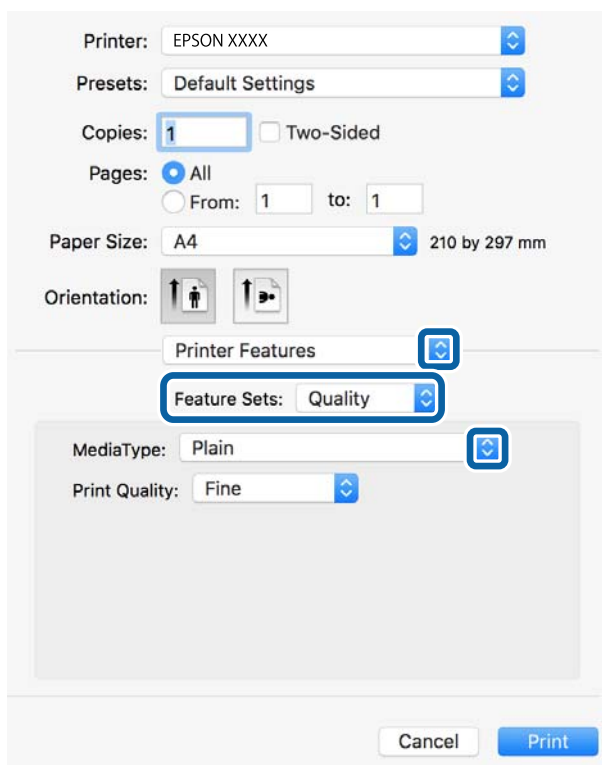 Printer: EPSON XXXX
Presets: Default Settings
Copies: 1 Two-Sided
Pages: All
From: 1 to: 1
Paper Size: A4 210 by 297 mm
Orientation:
Printer Features
Feature Sets: Quality
MediaType: Plain
Print Quality: Fine
Cancel Print